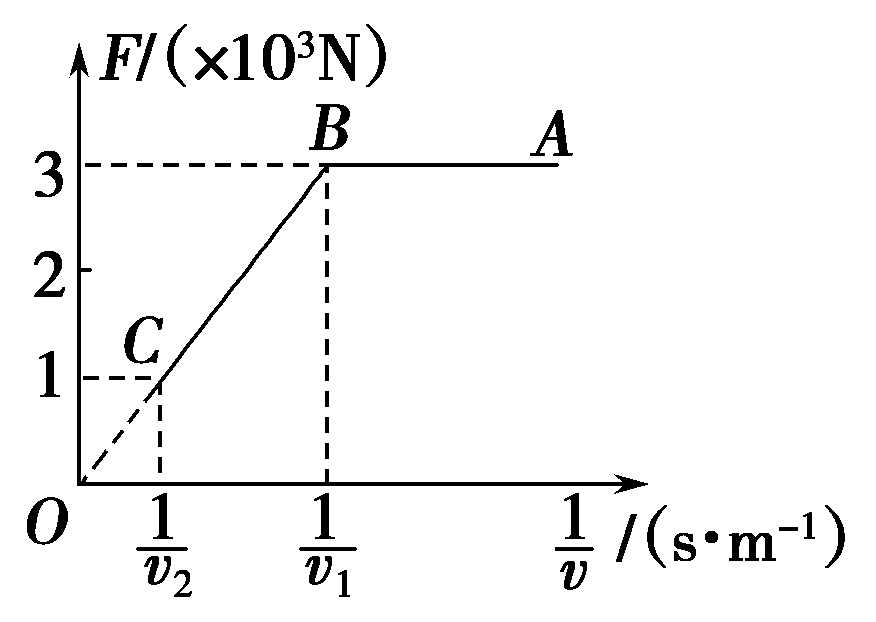 F/(×10³N)
B
A
3
2
C
1
O
1/v₂
1/v₁
1/v /(s·m⁻¹)